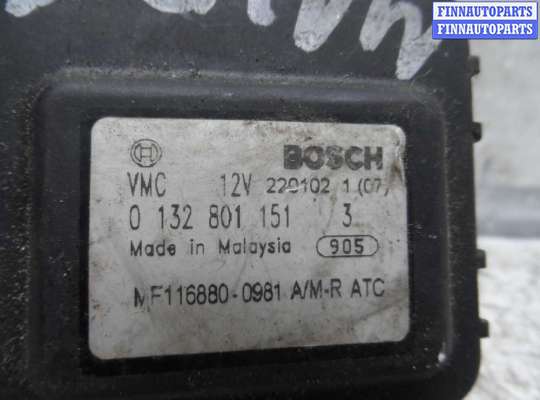 FINNAUTOPARTS
FINNAUTOPARTS
FINNAUTOPARTS
BOSCH
VMC 12V 220102 1 (07)
0 132 801 151 3
Made in Malaysia 905
MF116880-0981 A/M-R ATC